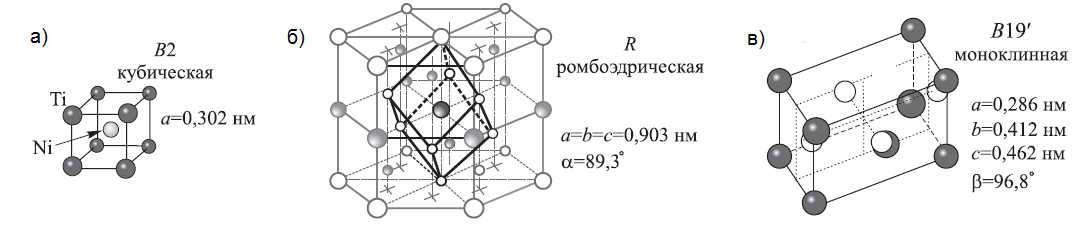 а)
B2
кубическая
Ti
Ni
a=0,302 нм
б)
R
ромбоэдрическая
a=b=c=0,903 нм
α=89,3˚
в)
B19′
моноклинная
a=0,286 нм
b=0,412 нм
c=0,462 нм
β=96,8˚